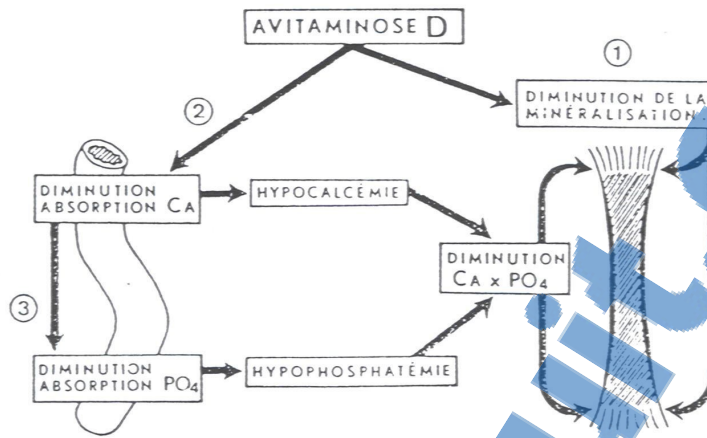 AVITAMINOSE D
①
DIMINUTION DE LA
MINÉRALISATION
②
DIMINUTION
ABSORPTION CA
HYPOCALCÉMIE
DIMINUTION
CA x PO4
③
DIMINUTION
ABSORPTION PO4
HYPOPHOSPHATÉMIE